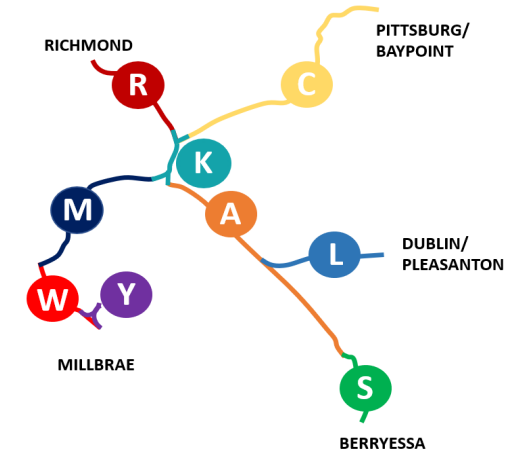 RICHMOND
PITTSBURG/
BAYPOINT
R
C
K
M
A
L
DUBLIN/
PLEASANTON
W
Y
MILLBRAE
S
BERRYESSA